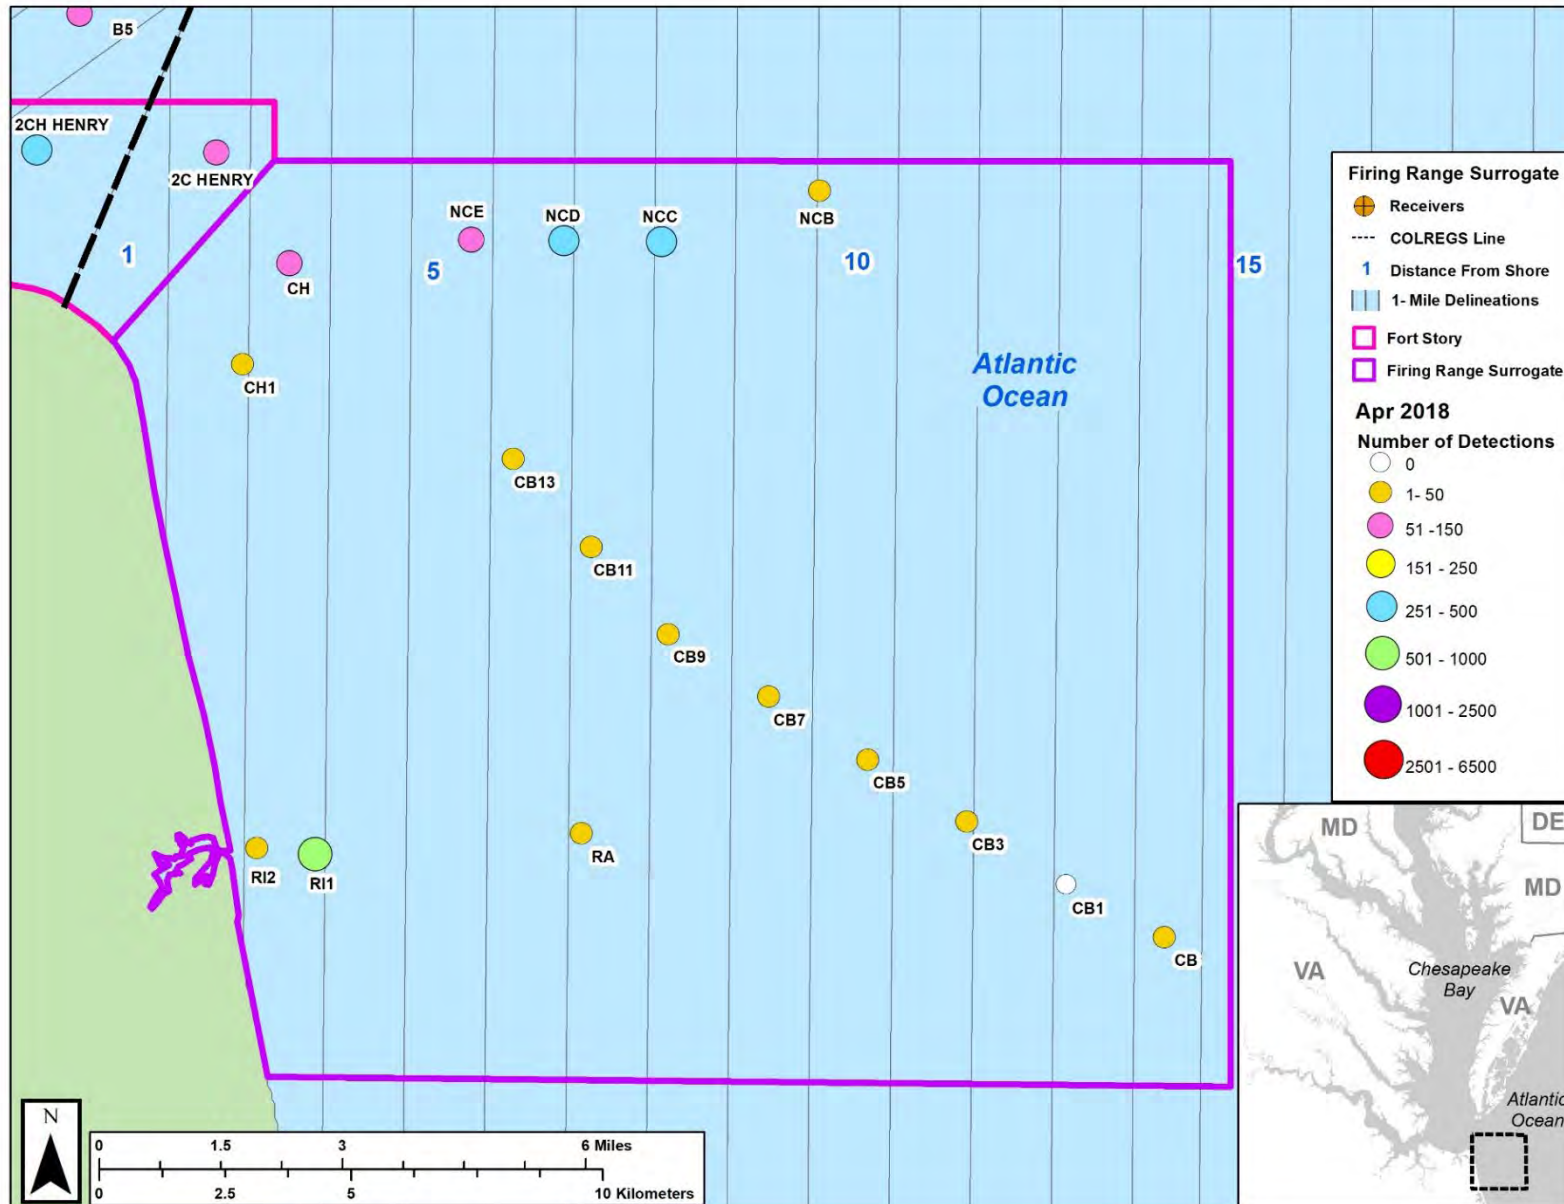 B5
2CH HENRY
2C HENRY
NCE
NCD
NCC
NCB
1
5
10
15
CH
CH1
Atlantic
Ocean
CB13
CB11
CB9
CB7
CB5
CB3
CB1
CB
RI2
RI1
RA
N
0 1.5 3 6 Miles
0 2.5 5 10 Kilometers
Firing Range Surrogate
Receivers
COLREGS Line
1 Distance From Shore
1- Mile Delineations
Fort Story
Firing Range Surrogate
Apr 2018
Number of Detections
0
1- 50
51 -150
151 - 250
251 - 500
501 - 1000
1001 - 2500
2501 - 6500
MD
DE
MD
VA
Chesapeake
Bay
VA
Atlantic
Ocean